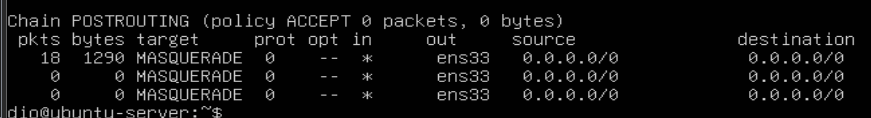 Chain POSTROUTING (policy ACCEPT 0 packets, 0 bytes)
pkts bytes target prot opt in out source destination
18 1290 MASQUERADE 0 -- * ens33 0.0.0.0/0 0.0.0.0/0
0 0 MASQUERADE 0 -- * ens33 0.0.0.0/0 0.0.0.0/0
0 0 MASQUERADE 0 -- * ens33 0.0.0.0/0 0.0.0.0/0
dio@ubuntu-server:~$